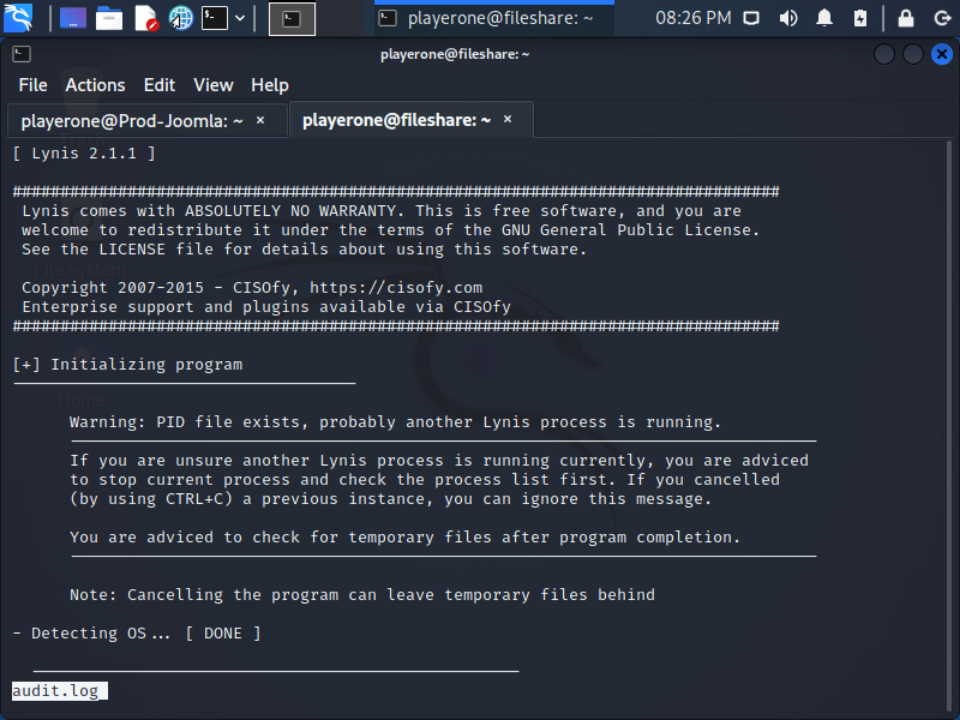 playerone@fileshare: ~
08:26 PM
playerone@fileshare: ~
File Actions Edit View Help
playerone@Prod-Joomla: ~ ×
playerone@fileshare: ~ ×
[ Lynis 2.1.1 ]
################################################################################
Lynis comes with ABSOLUTELY NO WARRANTY. This is free software, and you are
welcome to redistribute it under the terms of the GNU General Public License.
See the LICENSE file for details about using this software.
File System
Copyright 2007-2015 - CISOfy, https://cisofy.com
Enterprise support and plugins available via CISOfy
################################################################################
[+] Initializing program
------------------------------------
Home
Warning: PID file exists, probably another Lynis process is running.
------------------------------------------------------------------------------
If you are unsure another Lynis process is running currently, you are adviced
to stop current process and check the process list first. If you cancelled
(by using CTRL+C) a previous instance, you can ignore this message.
You are adviced to check for temporary files after program completion.
------------------------------------------------------------------------------
Note: Cancelling the program can leave temporary files behind
- Detecting OS... [ DONE ]
---------------------------------------------------
audit.log